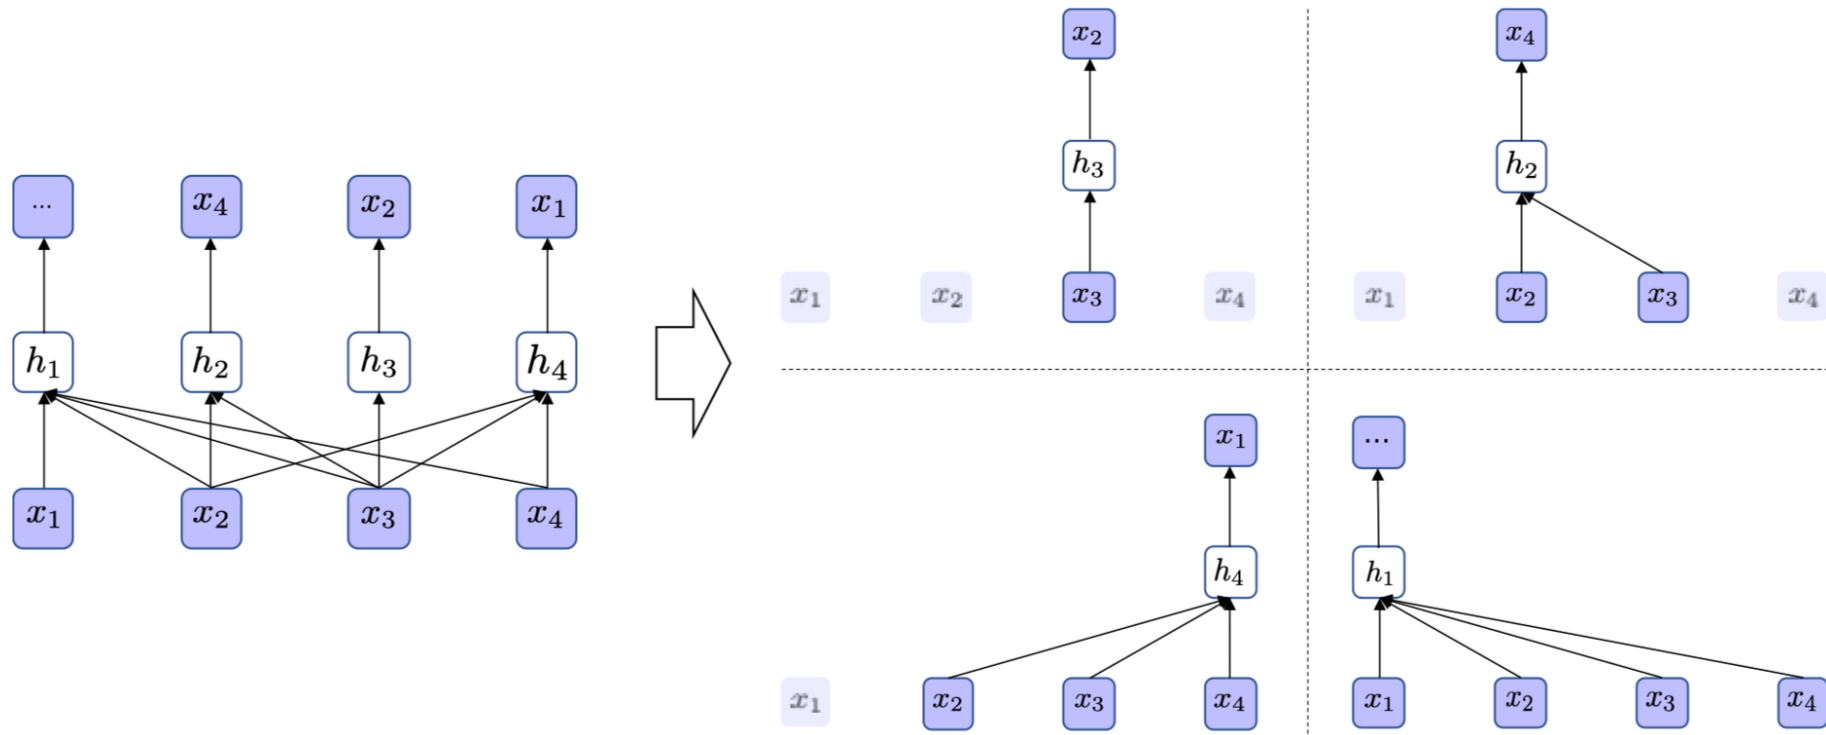 ... x₄ x₂ x₁
h₁ h₂ h₃ h₄
x₁ x₂ x₃ x₄
x₂
h₃
x₁ x₂ x₃ x₄
x₄
h₂
x₁ x₂ x₃ x₄
x₁
h₄
x₁ x₂ x₃ x₄
...
h₁
x₁ x₂ x₃ x₄